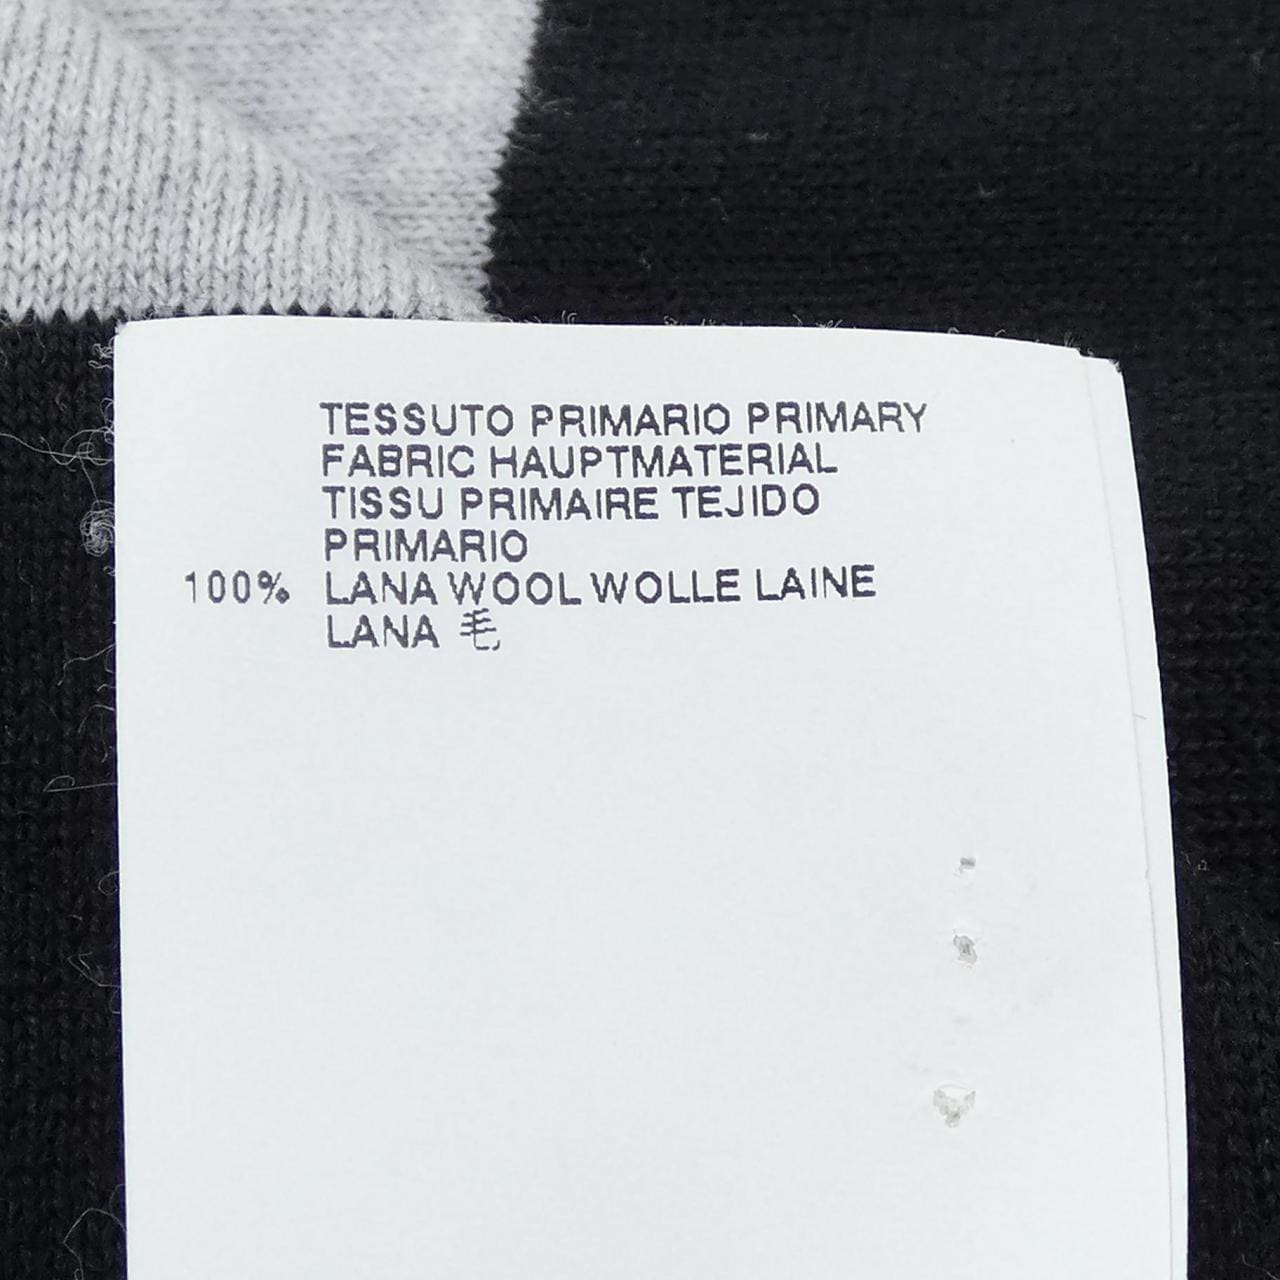 TESSUTO PRIMARIO PRIMARY
FABRIC HAUPTMATERIAL
TISSU PRIMAIRE TEJIDO
PRIMARIO
100% LANA WOOL WOLLE LAINE
LANA 毛